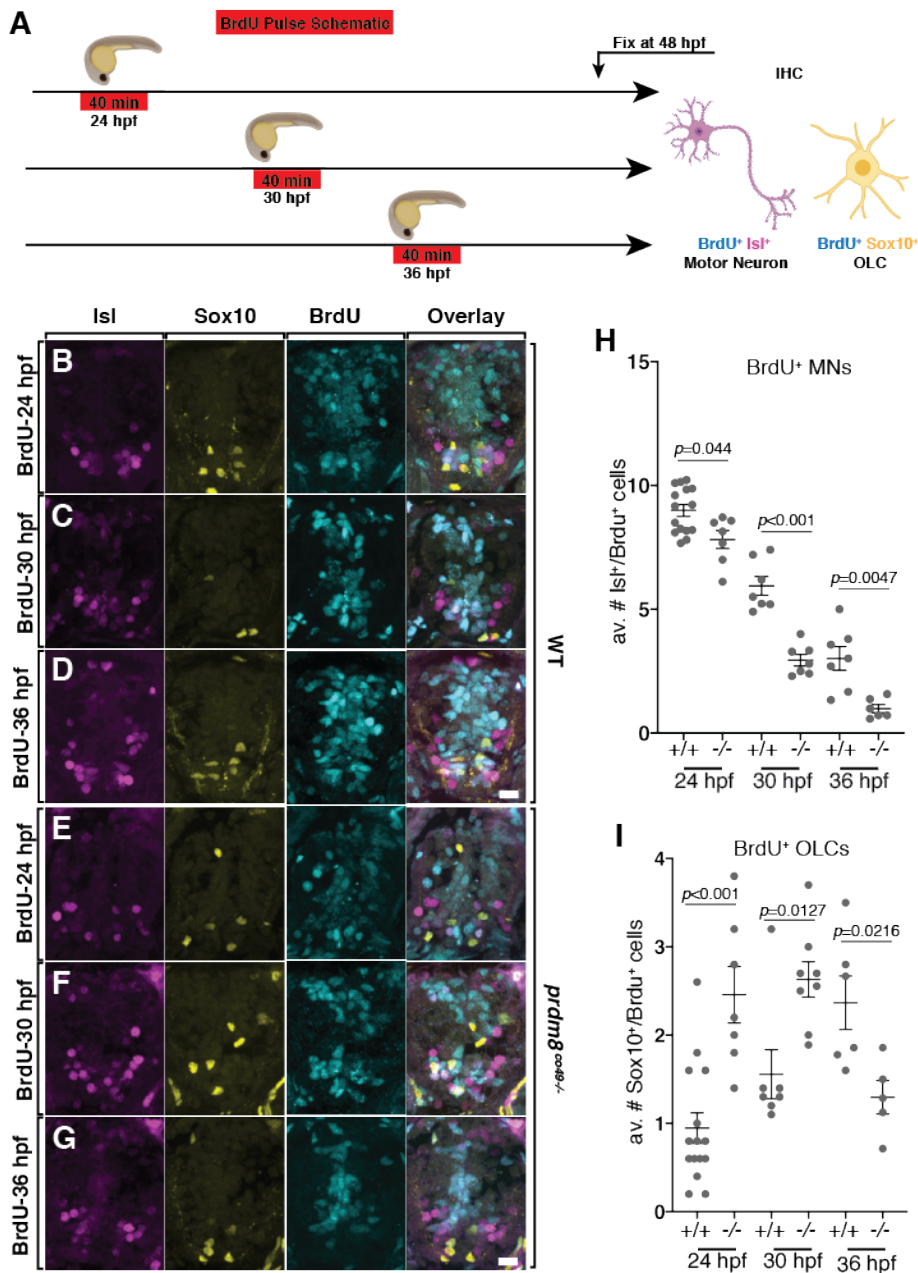 A
BrdU Pulse Schematic
Fix at 48 hpf
IHC
40 min
24 hpf
40 min
30 hpf
40 min
36 hpf
BrdU⁺ Isl⁺
Motor Neuron
BrdU⁺ Sox10⁺
OLC
Isl
Sox10
BrdU
Overlay
B
BrdU-24 hpf
C
BrdU-30 hpf
D
BrdU-36 hpf
WT
E
BrdU-24 hpf
F
BrdU-30 hpf
G
BrdU-36 hpf
prdm8ᶜᵒ⁴⁹⁻/⁻
H
BrdU⁺ MNs
av. # Isl⁺/Brdu⁺ cells
15
10
5
0
p=0.044
p<0.001
p=0.0047
+/+ -/- +/+ -/- +/+ -/-
24 hpf 30 hpf 36 hpf
I
BrdU⁺ OLCs
av. # Sox10⁺/Brdu⁺ cells
4
3
2
1
0
p<0.001
p=0.0127
p=0.0216
+/+ -/- +/+ -/- +/+ -/-
24 hpf 30 hpf 36 hpf